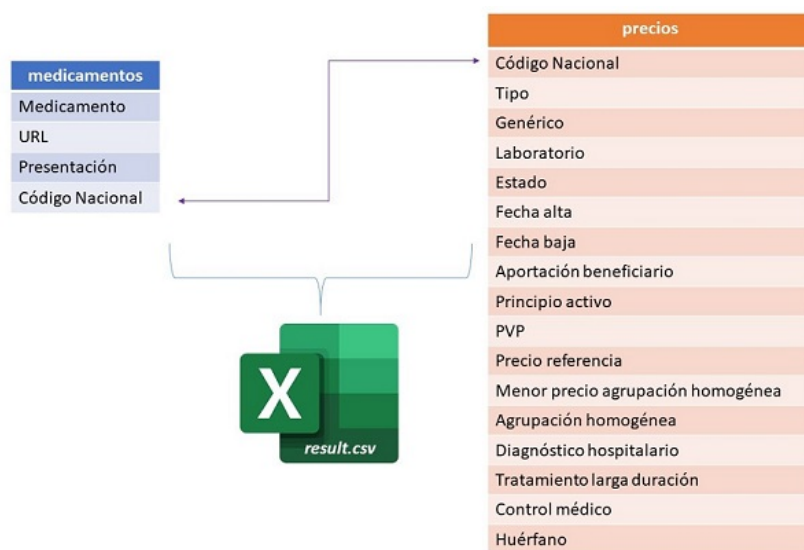 medicamentos
Medicamento
URL
Presentación
Código Nacional
precios
Código Nacional
Tipo
Genérico
Laboratorio
Estado
Fecha alta
Fecha baja
Aportación beneficiario
Principio activo
PVP
Precio referencia
Menor precio agrupación homogénea
Agrupación homogénea
Diagnóstico hospitalario
Tratamiento larga duración
Control médico
Huérfano
X
result.csv